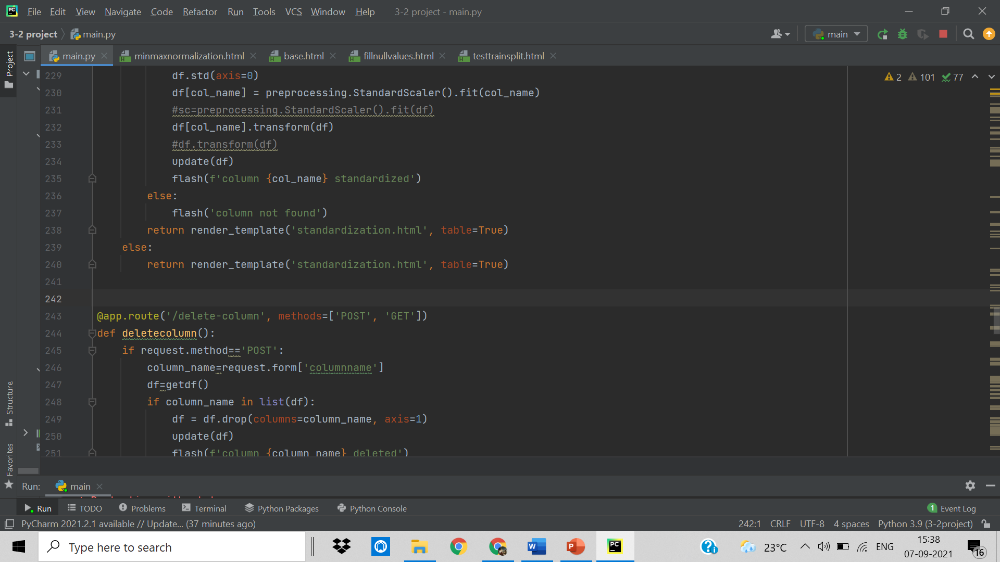 File Edit View Navigate Code Refactor Run Tools VCS Window Help 3-2 project - main.py
3-2 project main.py main
main.py minmaxnormalization.html base.html fillnullvalues.html testtrainsplit.html
Project
2 101 77
229 df.std(axis=0)
230 df[col_name] = preprocessing.StandardScaler().fit(col_name)
231 #sc=preprocessing.StandardScaler().fit(df)
232 df[col_name].transform(df)
233 #df.transform(df)
234 update(df)
235 flash(f'column {col_name} standardized')
236 else:
237 flash('column not found')
238 return render_template('standardization.html', table=True)
239 else:
240 return render_template('standardization.html', table=True)
241
242
243 @app.route('/delete-column', methods=['POST', 'GET'])
244 def deletecolumn():
245 if request.method=='POST':
246 column_name=request.form['columnname']
247 df=getdf()
248 if column_name in list(df):
249 df = df.drop(columns=column_name, axis=1)
250 update(df)
251 flash(f'column {column_name} deleted')
Structure
Favorites
Run: main
Run TODO Problems Terminal Python Packages Python Console 1 Event Log
PyCharm 2021.2.1 available // Update... (37 minutes ago) 242:1 CRLF UTF-8 4 spaces Python 3.9 (3-2project)
Type here to search 23°C ENG 15:38
07-09-2021 16